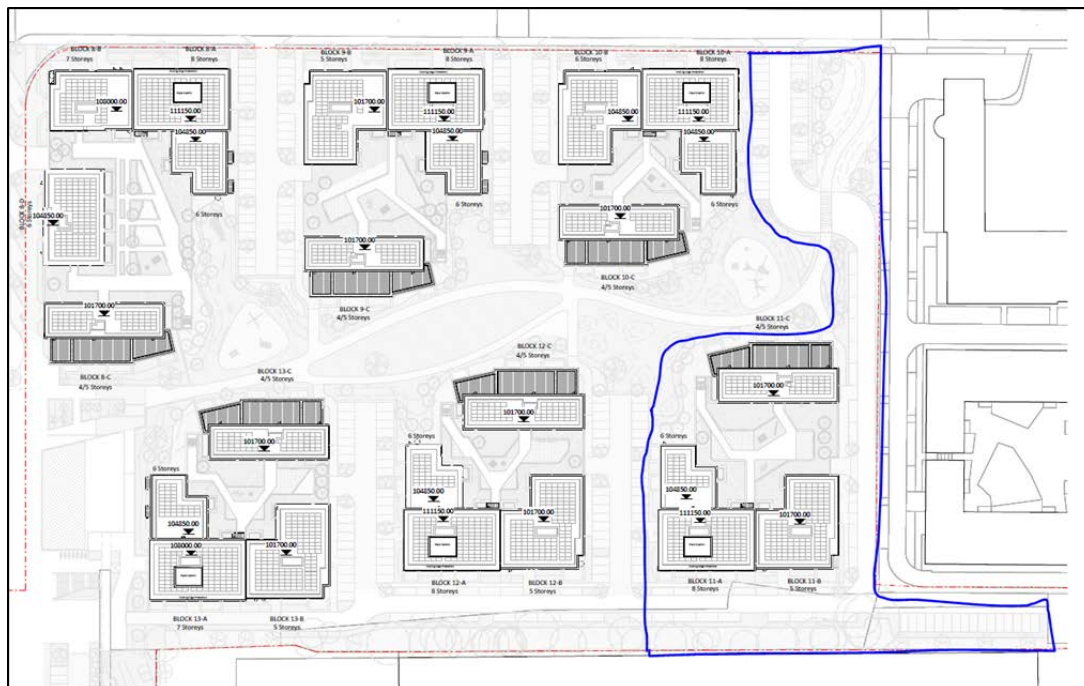 BLOCK 8-B
7 Storeys
BLOCK 8-A
8 Storeys
BLOCK 9-B
5 Storeys
BLOCK 9-A
8 Storeys
BLOCK 10-B
6 Storeys
BLOCK 10-A
8 Storeys
108000.00
111150.00
104850.00
101700.00
111150.00
104850.00
104850.00
111150.00
104850.00
BLOCK 8-D
6 Storeys
104850.00
6 Storeys
6 Storeys
6 Storeys
101700.00
101700.00
101700.00
BLOCK 10-C
4/5 Storeys
BLOCK 9-C
4/5 Storeys
BLOCK 11-C
4/5 Storeys
BLOCK 8-C
4/5 Storeys
BLOCK 13-C
4/5 Storeys
BLOCK 12-C
4/5 Storeys
101700.00
101700.00
101700.00
6 Storeys
6 Storeys
6 Storeys
104850.00
108000.00
101700.00
104850.00
111150.00
101700.00
104850.00
111150.00
101700.00
BLOCK 12-A
8 Storeys
BLOCK 12-B
5 Storeys
BLOCK 11-A
8 Storeys
BLOCK 11-B
5 Storeys
BLOCK 13-A
7 Storeys
BLOCK 13-B
5 Storeys